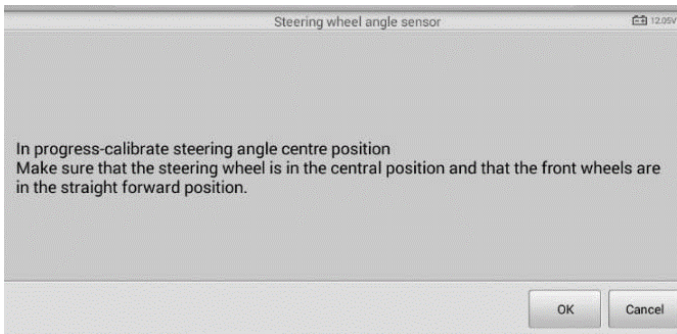 Steering wheel angle sensor
12.05V
In progress-calibrate steering angle centre position
Make sure that the steering wheel is in the central position and that the front wheels are
in the straight forward position.
OK
Cancel